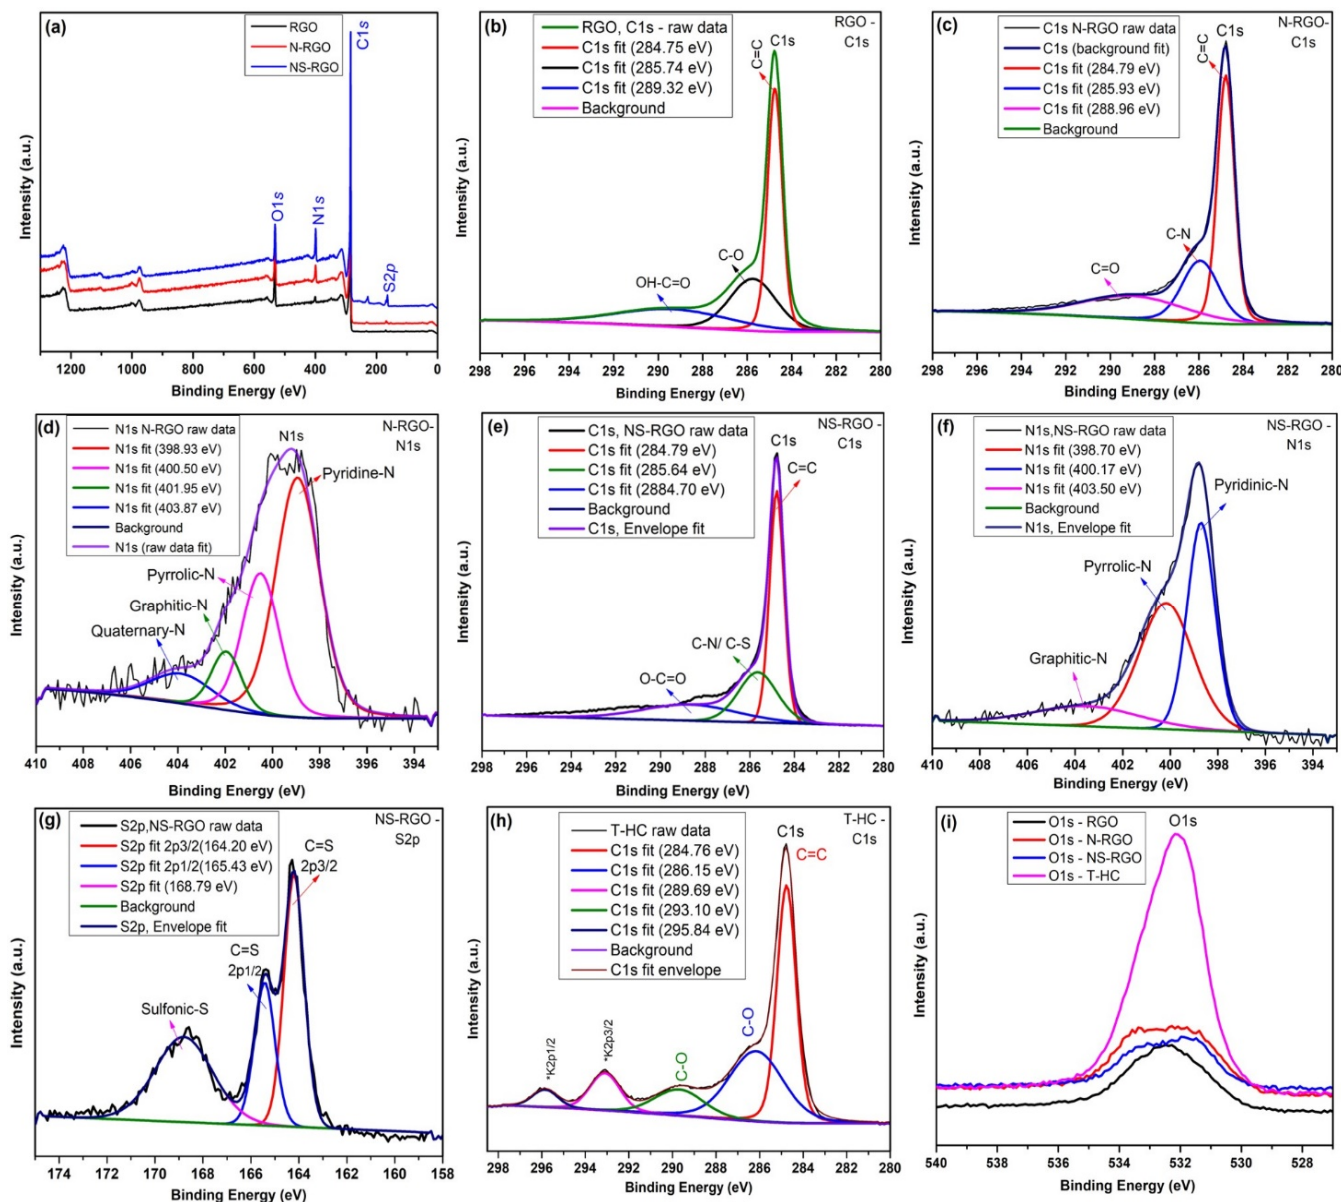 (a)
RGO
N-RGO
NS-RGO
C1s
O1s
N1s
S2p
Intensity (a.u.)
1200 1000 800 600 400 200 0
Binding Energy (eV)
(b)
RGO -
C1s
RGO, C1s - raw data
C1s fit (284.75 eV)
C1s fit (285.74 eV)
C1s fit (289.32 eV)
Background
C1s
C=C
C-O
OH-C=O
Intensity (a.u.)
298 296 294 292 290 288 286 284 282 280
Binding Energy (eV)
(c)
N-RGO-
C1s
C1s N-RGO raw data
C1s (background fit)
C1s fit (284.79 eV)
C1s fit (285.93 eV)
C1s fit (288.96 eV)
Background
C1s
C=C
C-N
C=O
Intensity (a.u.)
298 296 294 292 290 288 286 284 282 280
Binding Energy (eV)
(d)
N-RGO-
N1s
N1s N-RGO raw data
N1s fit (398.93 eV)
N1s fit (400.50 eV)
N1s fit (401.95 eV)
N1s fit (403.87 eV)
Background
N1s (raw data fit)
N1s
Pyridine-N
Pyrrolic-N
Graphitic-N
Quaternary-N
Intensity (a.u.)
410 408 406 404 402 400 398 396 394
Binding Energy (eV)
(e)
NS-RGO -
C1s
C1s, NS-RGO raw data
C1s fit (284.79 eV)
C1s fit (285.64 eV)
C1s fit (2884.70 eV)
Background
C1s, Envelope fit
C1s
C=C
C-N/ C-S
O-C=O
Intensity (a.u.)
298 296 294 292 290 288 286 284 282 280
Binding Energy (eV)
(f)
NS-RGO -
N1s
N1s,NS-RGO raw data
N1s fit (398.70 eV)
N1s fit (400.17 eV)
N1s fit (403.50 eV)
Background
N1s, Envelope fit
N1s
Pyridinic-N
Pyrrolic-N
Graphitic-N
Intensity (a.u.)
410 408 406 404 402 400 398 396 394
Binding Energy (eV)
(g)
NS-RGO -
S2p
S2p,NS-RGO raw data
S2p fit 2p3/2(164.20 eV)
S2p fit 2p1/2(165.43 eV)
S2p fit (168.79 eV)
Background
S2p, Envelope fit
C=S
2p3/2
C=S
2p1/2
Sulfonic-S
Intensity (a.u.)
174 172 170 168 166 164 162 160 158
Binding Energy (eV)
(h)
T-HC -
C1s
T-HC raw data
C1s fit (284.76 eV)
C1s fit (286.15 eV)
C1s fit (289.69 eV)
C1s fit (293.10 eV)
C1s fit (295.84 eV)
Background
C1s fit envelope
C1s
C=C
C-O
C-O
*K2p3/2
*K2p1/2
Intensity (a.u.)
298 296 294 292 290 288 286 284 282 280
Binding Energy (eV)
(i)
O1s - RGO
O1s - N-RGO
O1s - NS-RGO
O1s - T-HC
O1s
Intensity (a.u.)
540 538 536 534 532 530 528
Binding Energy (eV)